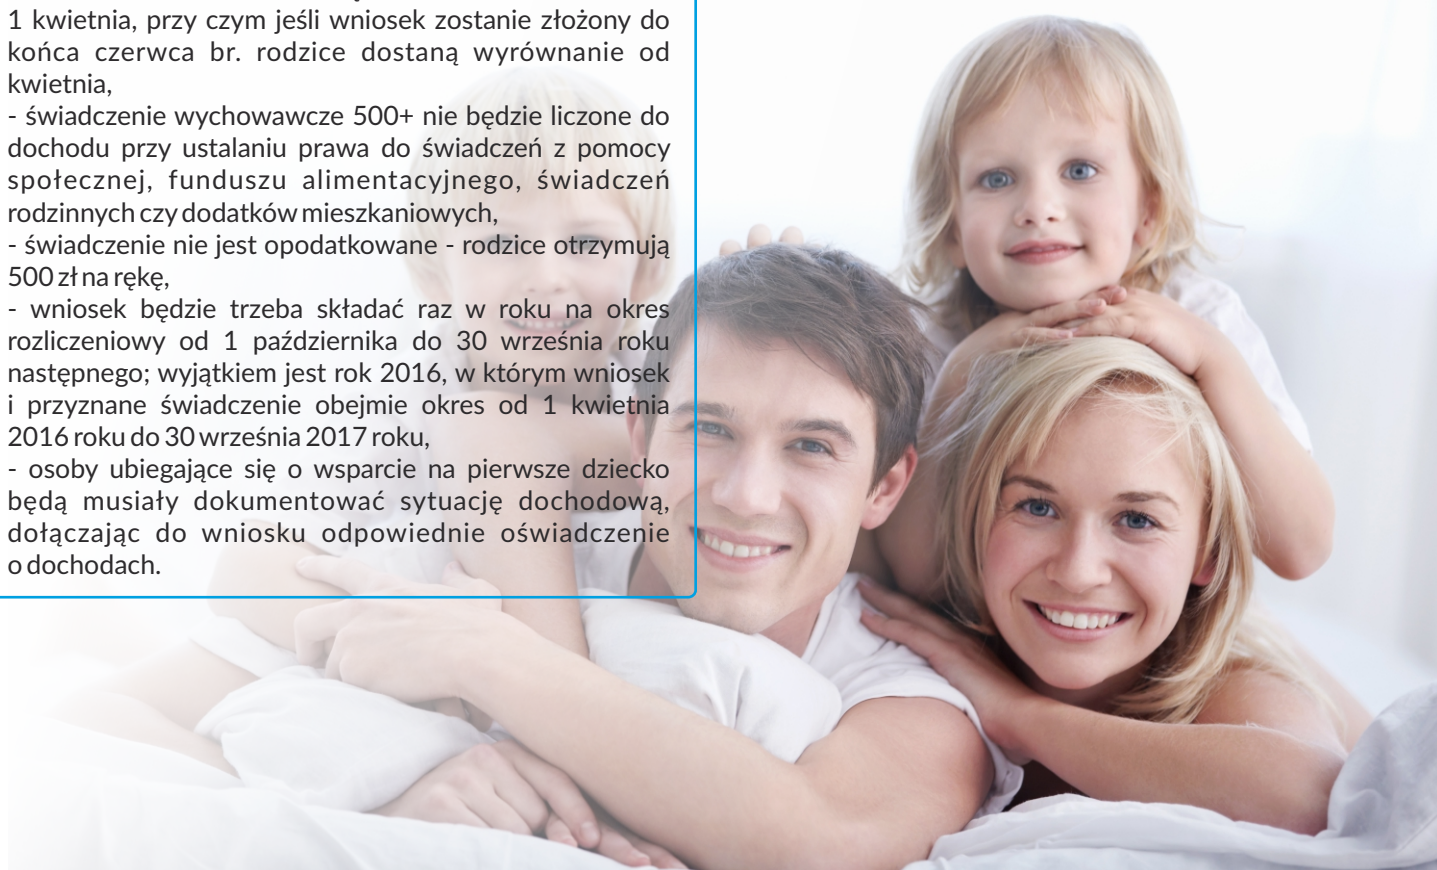 1 kwietnia, przy czym jeśli wniosek zostanie złożony do
końca czerwca br. rodzice dostaną wyrównanie od
kwietnia,
- świadczenie wychowawcze 500+ nie będzie liczone do
dochodu przy ustalaniu prawa do świadczeń z pomocy
społecznej, funduszu alimentacyjnego, świadczeń
rodzinnych czy dodatków mieszkaniowych,
- świadczenie nie jest opodatkowane - rodzice otrzymują
500 zł na rękę,
- wniosek będzie trzeba składać raz w roku na okres
rozliczeniowy od 1 października do 30 września roku
następnego; wyjątkiem jest rok 2016, w którym wniosek
i przyznane świadczenie obejmie okres od 1 kwietnia
2016 roku do 30 września 2017 roku,
- osoby ubiegające się o wsparcie na pierwsze dziecko
będą musiały dokumentować sytuację dochodową,
dołączając do wniosku odpowiednie oświadczenie
o dochodach.